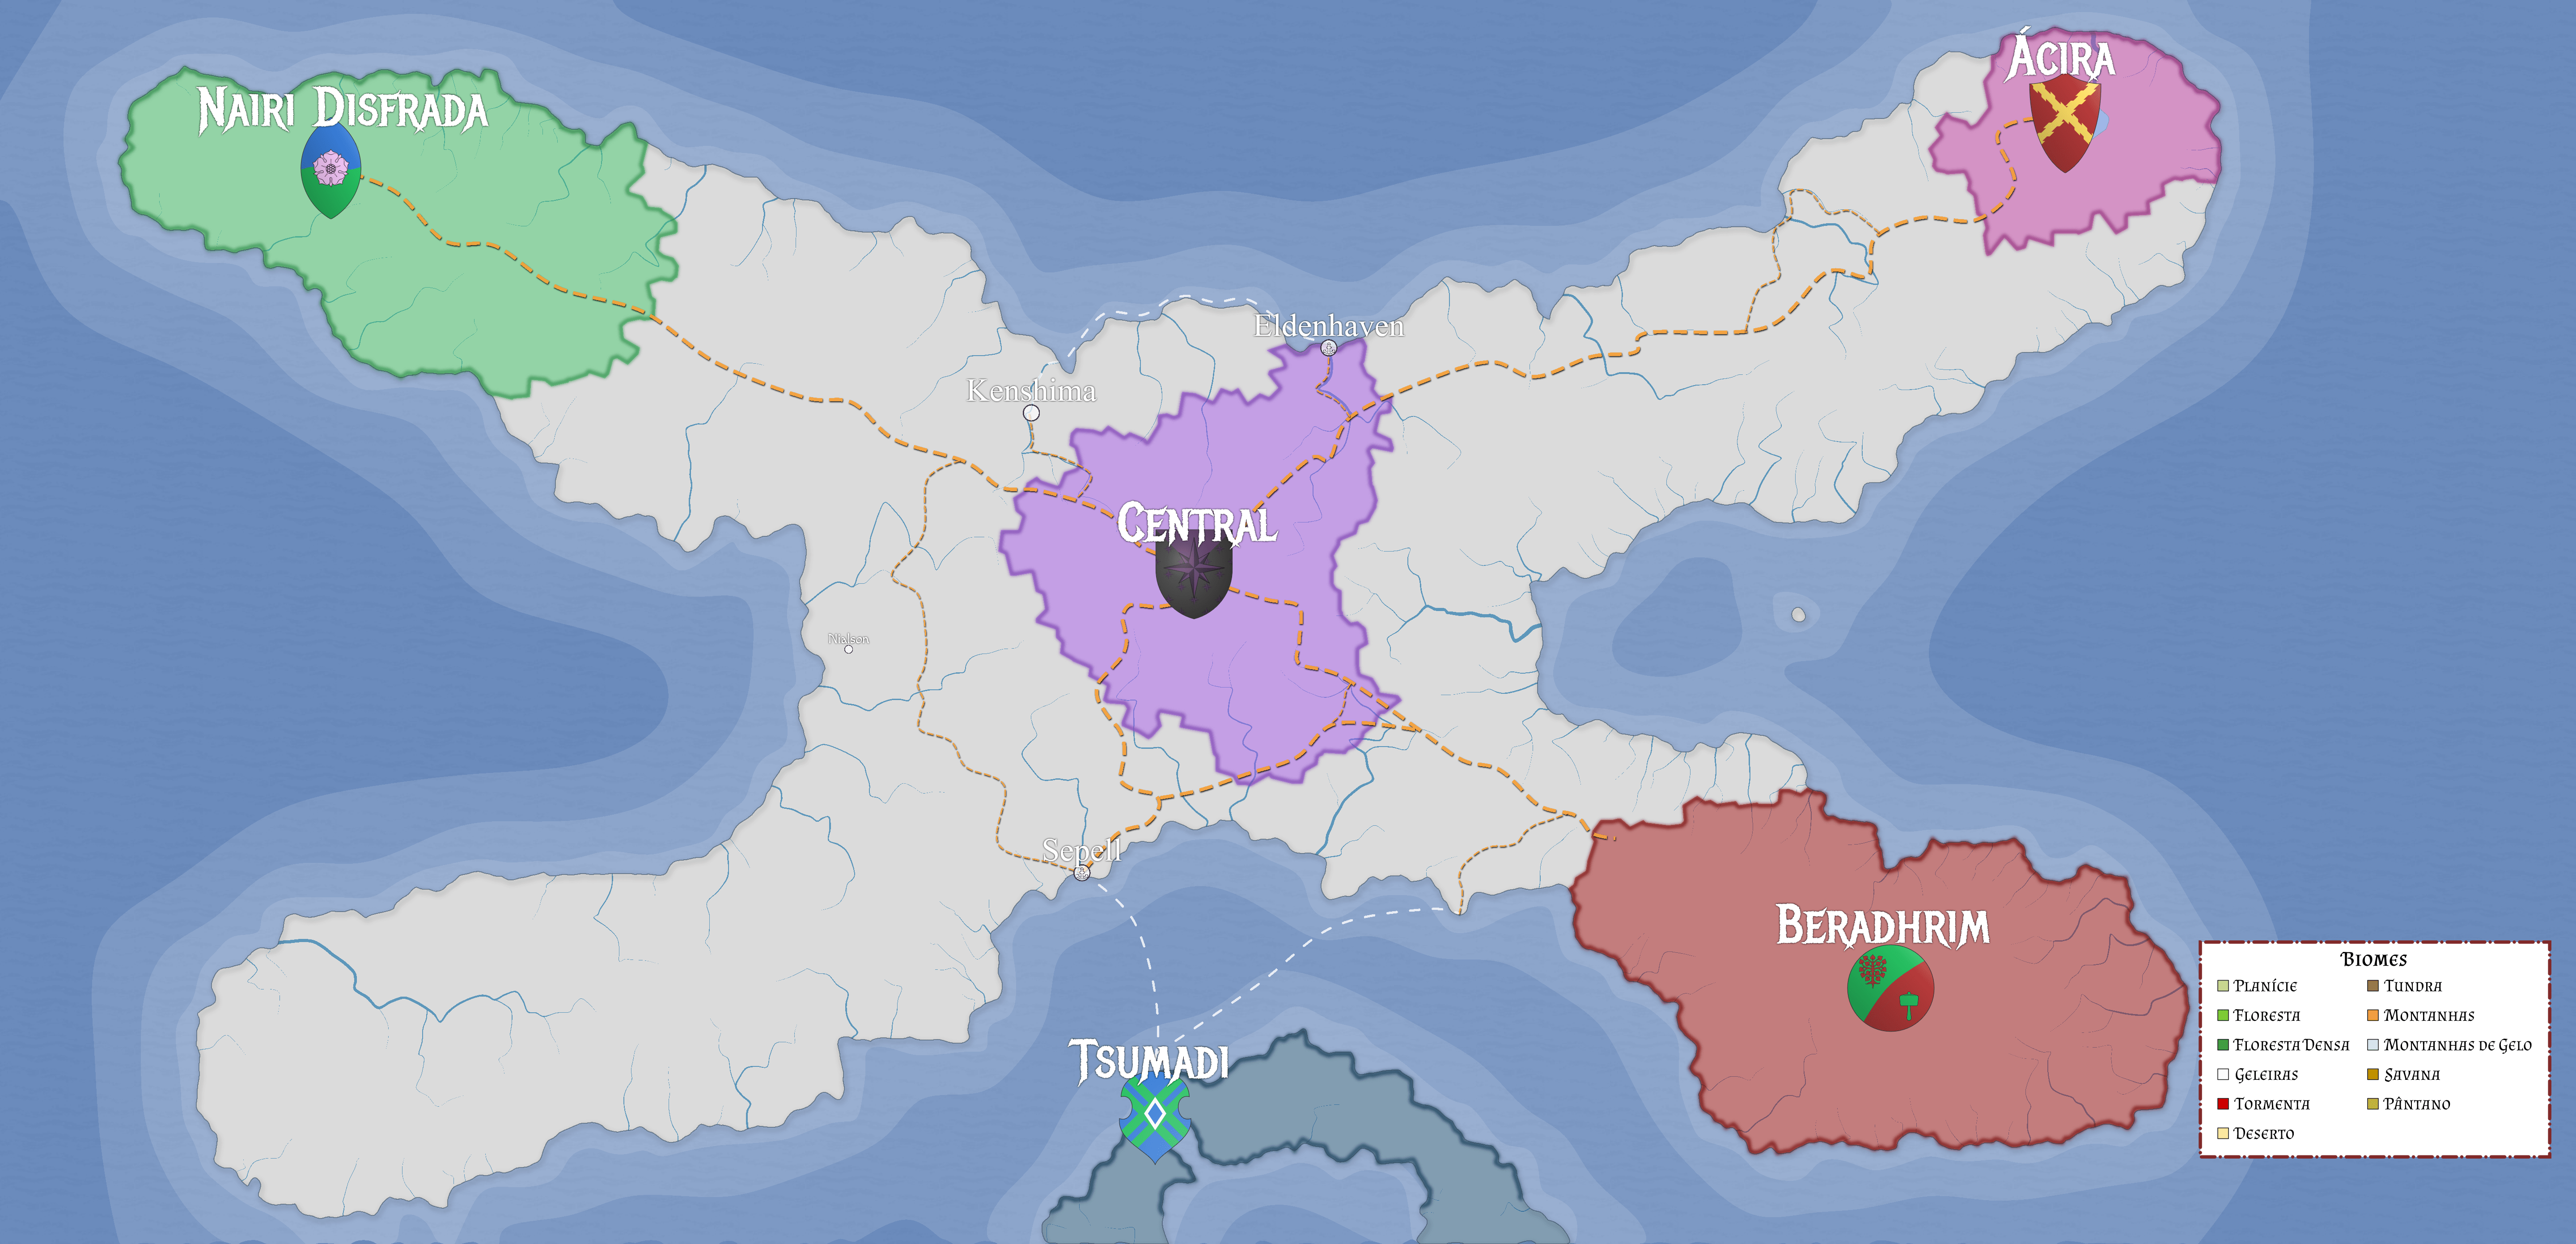 Ácira
Nairi Disfrada
Eldenhaven
Kenshima
Central
Nialsen
Sepell
Beradhrim
Tsumadi
Biomes
Planície
Tundra
Floresta
Montanhas
Floresta Densa
Montanhas de Gelo
Geleiras
Savana
Tormenta
Pântano
Deserto